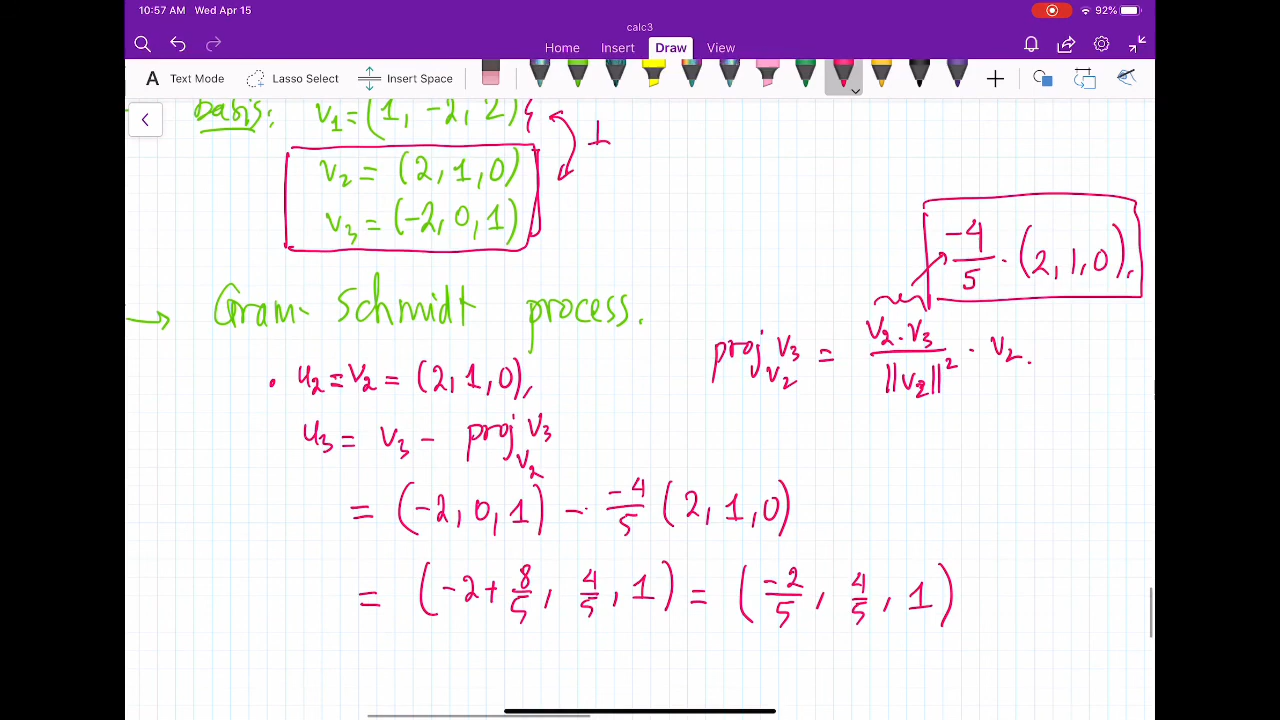 10:57 AM Wed Apr 15
92%
calc3
Home Insert Draw View
A Text Mode Lasso Select Insert Space
basis: v₁=(1, -2, 2)
⊥
v₂ = (2, 1, 0)
v₃ = (-2, 0, 1)
-4/5 · (2, 1, 0).
→ Gram-Schmidt process.
proj_v₂ v₃ = (v₂·v₃)/||v₂||² · v₂.
• u₂ = v₂ = (2, 1, 0),
u₃ = v₃ - proj_v₂ v₃
= (-2, 0, 1) - -4/5 (2, 1, 0)
= (-2+8/5, 4/5, 1) = (-2/5, 4/5, 1)